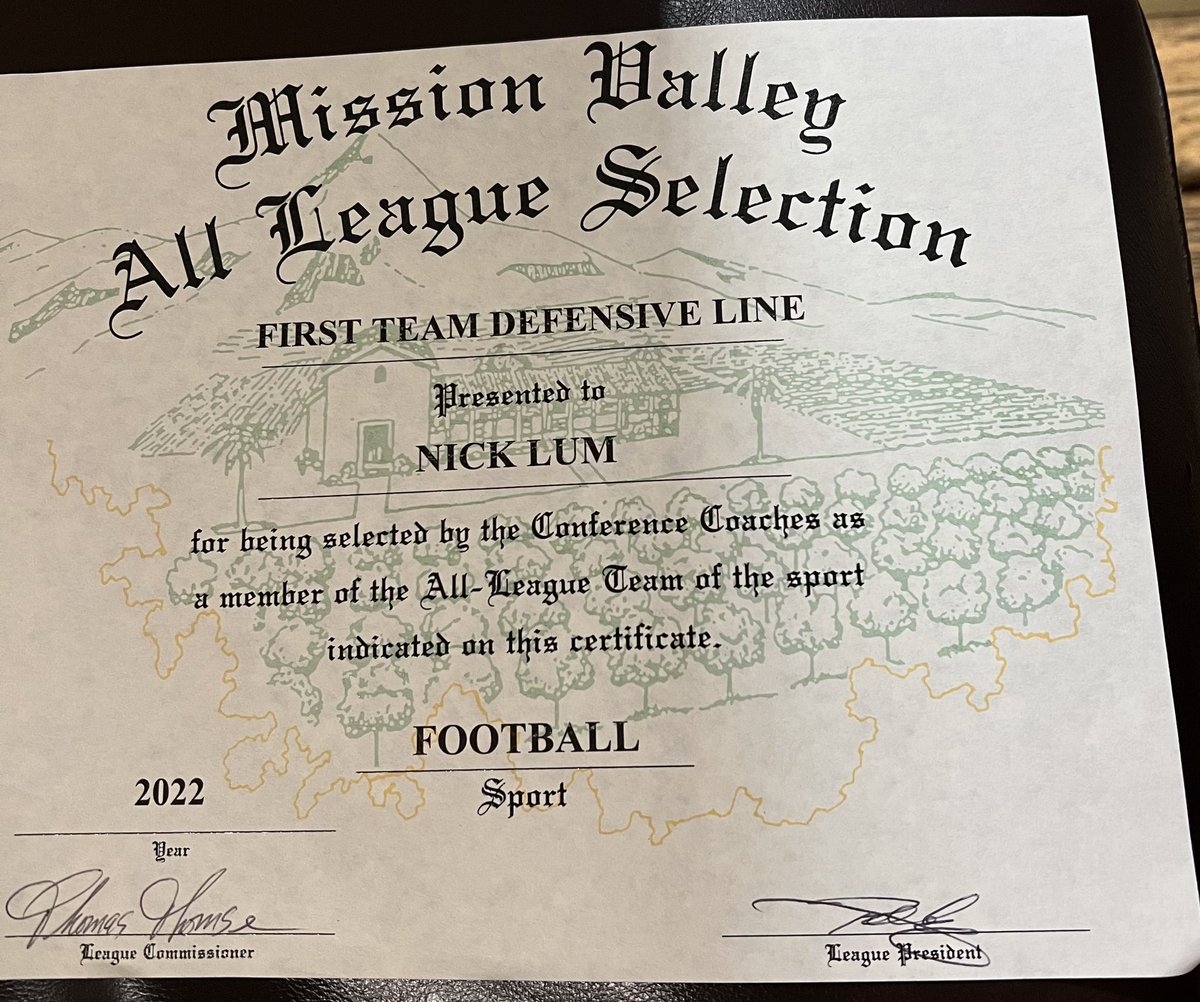 Mission Valley
All League Selection
FIRST TEAM DEFENSIVE LINE
Presented to
NICK LUM
for being selected by the Conference Coaches as
a member of the All-League Team of the sport
indicated on this certificate.
FOOTBALL
Sport
2022
Year
Thomas
League Commissioner
League President